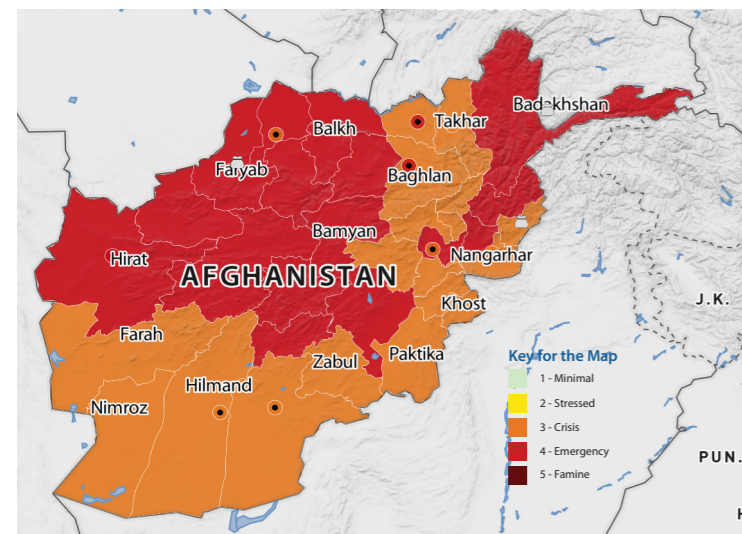 Badakhshan
Takhar
Balkh
Faryab
Baghlan
Bamyan
Hirat
Nangarhar
AFGHANISTAN
Khost
J.K.
Farah
Zabul
Paktika
Hilmand
Nimroz
Key for the Map
1 - Minimal
2 - Stressed
3 - Crisis
4 - Emergency
5 - Famine
PUN.